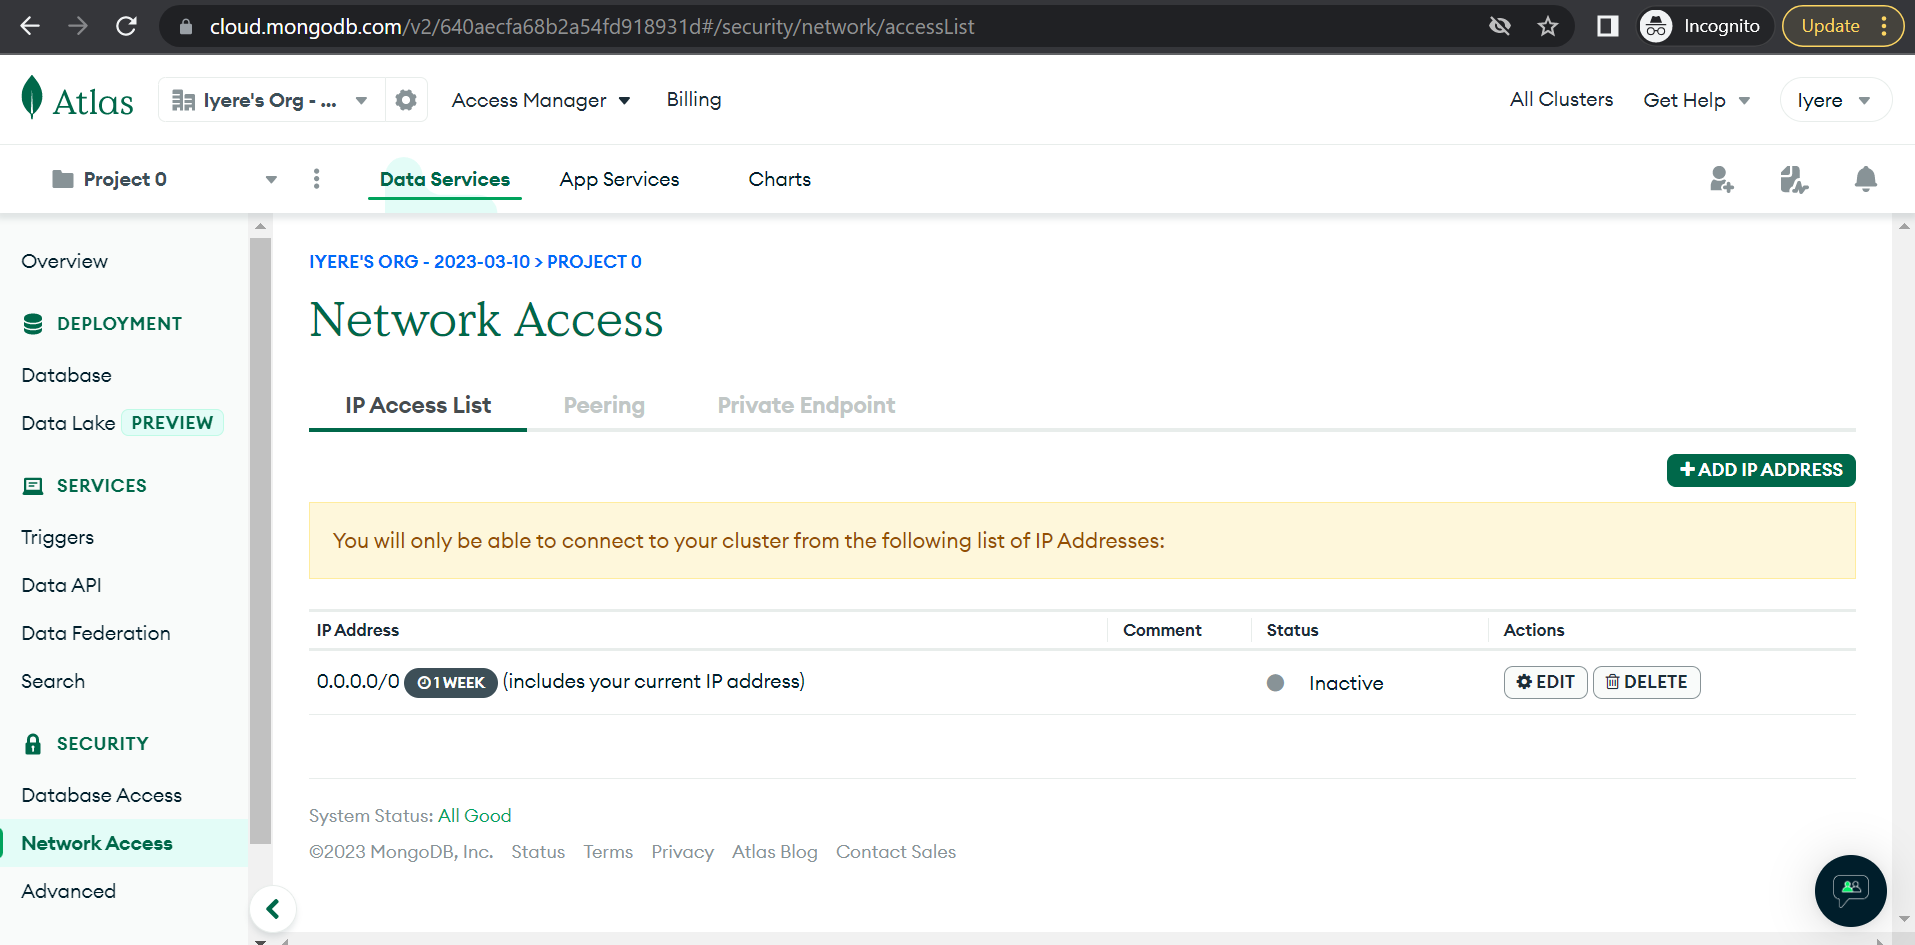 cloud.mongodb.com/v2/640aecfa68b2a54fd918931d#/security/network/accessList
Incognito
Update
Atlas
Iyere's Org - ...
Access Manager
Billing
All Clusters
Get Help
Iyere
Project 0
Data Services
App Services
Charts
Overview
DEPLOYMENT
Database
Data Lake PREVIEW
SERVICES
Triggers
Data API
Data Federation
Search
SECURITY
Database Access
Network Access
Advanced
IYERE'S ORG - 2023-03-10 > PROJECT 0
Network Access
IP Access List
Peering
Private Endpoint
+ ADD IP ADDRESS
You will only be able to connect to your cluster from the following list of IP Addresses:
IP Address Comment Status Actions
0.0.0.0/0 1 WEEK (includes your current IP address) Inactive EDIT DELETE
System Status: All Good
©2023 MongoDB, Inc. Status Terms Privacy Atlas Blog Contact Sales